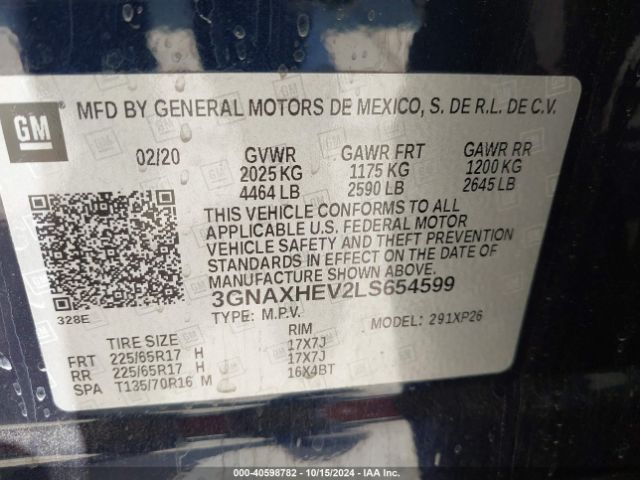 GM
MFD BY GENERAL MOTORS DE MEXICO, S. DE R.L. DE C.V.
02/20 GVWR GAWR FRT GAWR RR
2025 KG 1175 KG 1200 KG
4464 LB 2590 LB 2645 LB
THIS VEHICLE CONFORMS TO ALL
APPLICABLE U.S. FEDERAL MOTOR
VEHICLE SAFETY AND THEFT PREVENTION
STANDARDS IN EFFECT ON THE DATE OF
MANUFACTURE SHOWN ABOVE.
3GNAXHEV2LS654599
328E
TYPE: M.P.V. MODEL: 291XP26
TIRE SIZE RIM
FRT 225/65R17 H 17X7J
RR 225/65R17 H 17X7J
SPA T135/70R16 M 16X4BT
000-40598782 - 10/15/2024 - IAA Inc.